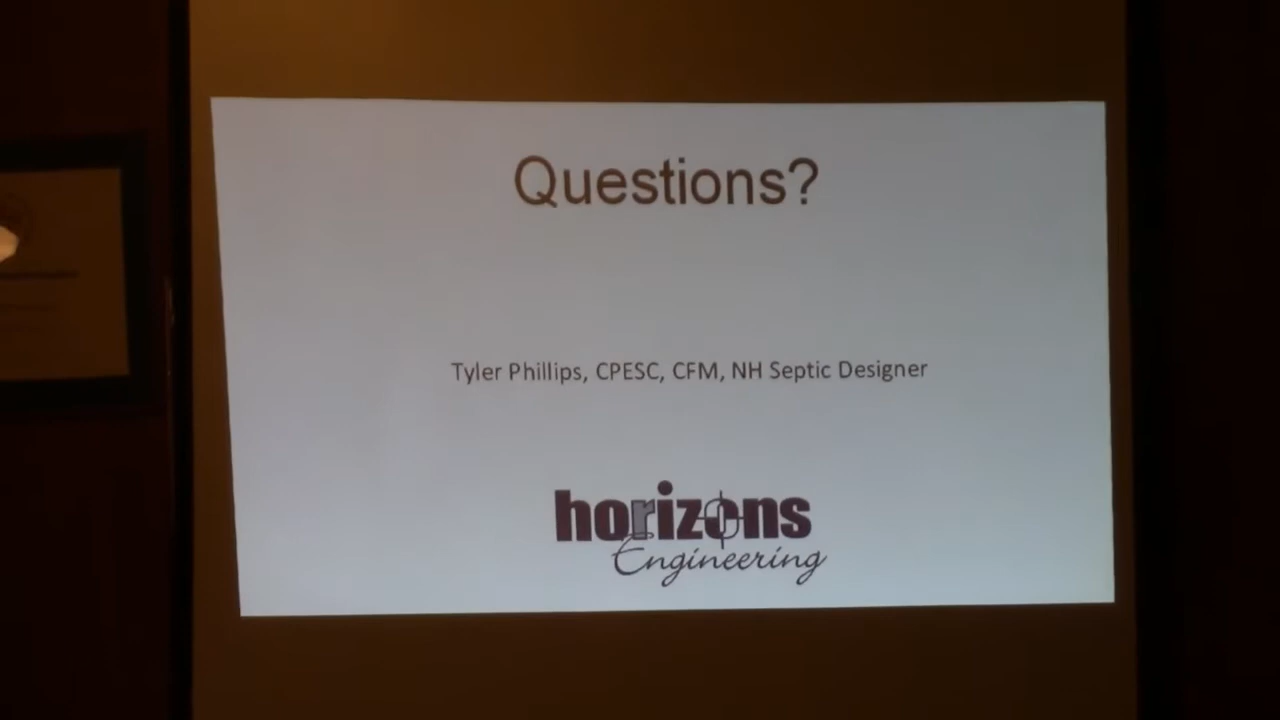 Questions?
Tyler Phillips, CPESC, CFM, NH Septic Designer
horizons
Engineering